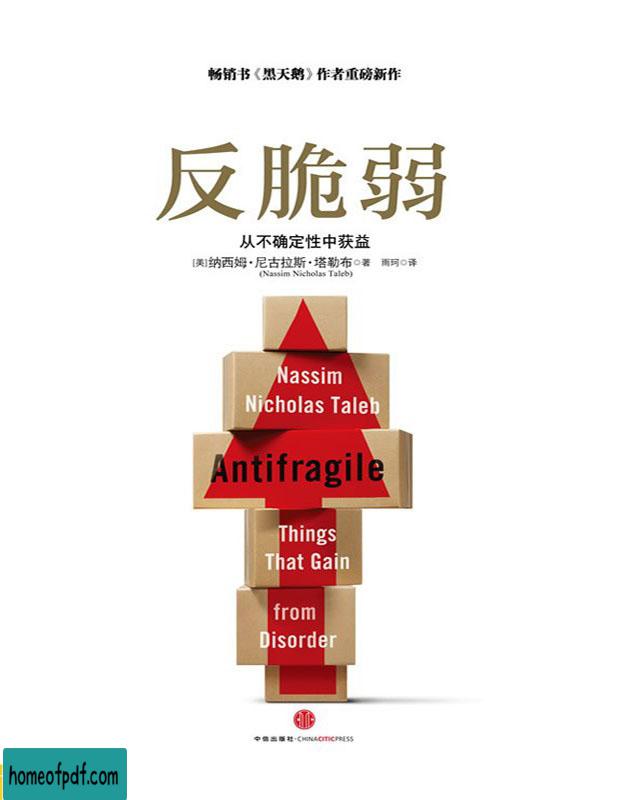 畅销书《黑天鹅》作者重磅新作
反脆弱
从不确定性中获益
[美]纳西姆·尼古拉斯·塔勒布 著 雨珂 译
(Nassim Nicholas Taleb)
Nassim
Nicholas Taleb
Antifragile
Things
That Gain
from
Disorder
中信出版社·CHINACITICPRESS
homeofpdf.com